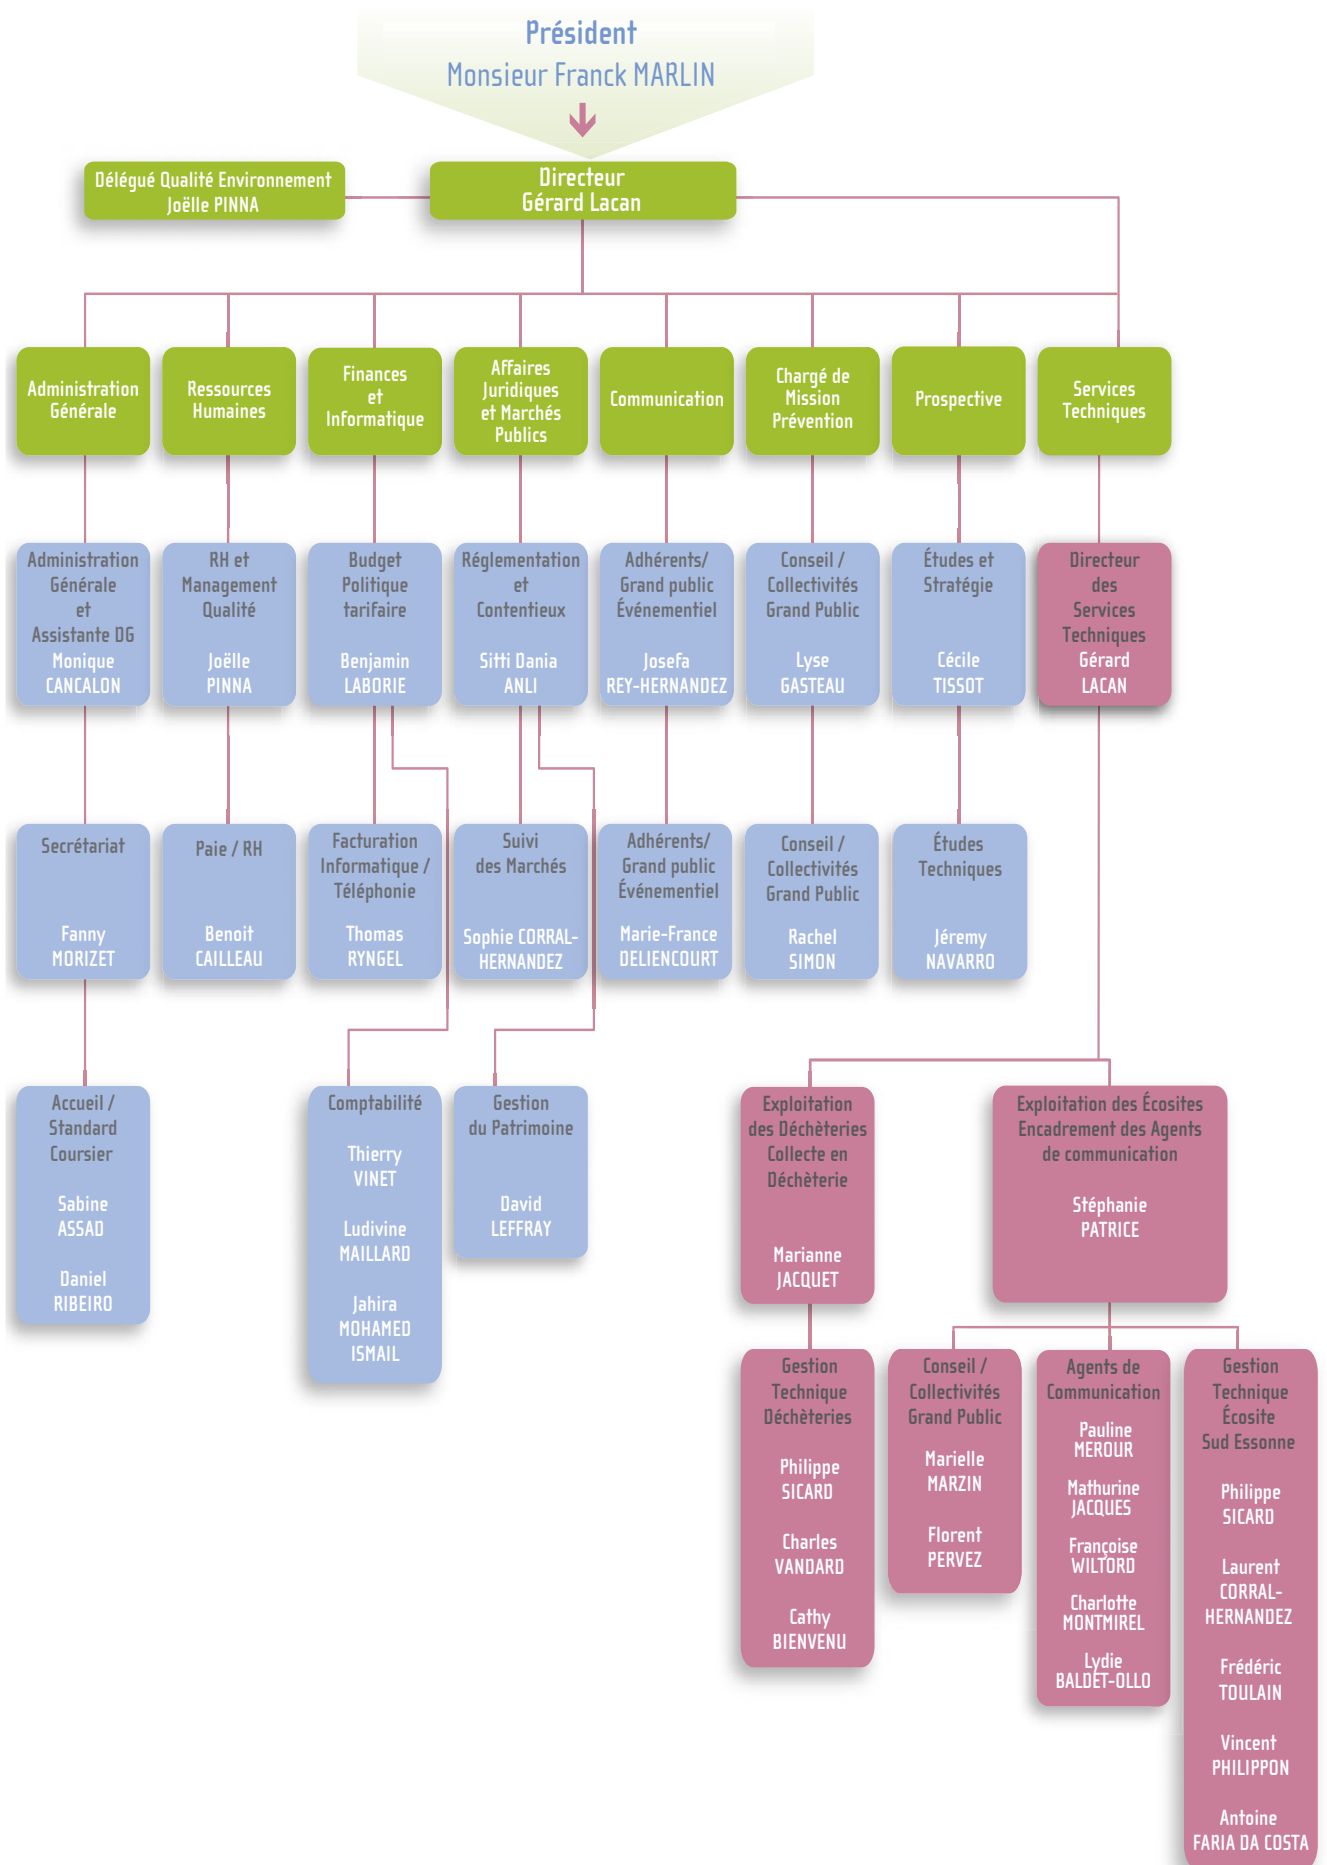 Président
Monsieur Franck MARLIN
Délégué Qualité Environnement
Joëlle PINNA
Directeur
Gérard Lacan
Administration
Générale
Ressources
Humaines
Finances
et
Informatique
Affaires
Juridiques
et Marchés
Publics
Communication
Chargé de
Mission
Prévention
Prospective
Services
Techniques
Administration
Générale
et
Assistante DG
Monique
CANCALON
RH et
Management
Qualité
Joëlle
PINNA
Budget
Politique
tarifaire
Benjamin
LABORIE
Réglementation
et
Contentieux
Sitti Dania
ANLI
Adhérents/
Grand public
Événementiel
Josefa
REY-HERNANDEZ
Conseil /
Collectivités
Grand Public
Lyse
GASTEAU
Études et
Stratégie
Cécile
TISSOT
Directeur
des
Services
Techniques
Gérard
LACAN
Secrétariat
Fanny
MORIZET
Paie / RH
Benoit
CAILLEAU
Facturation
Informatique /
Téléphonie
Thomas
RYNGEL
Suivi
des Marchés
Sophie CORRAL-
HERNANDEZ
Adhérents/
Grand public
Événementiel
Marie-France
DELIENCOURT
Conseil /
Collectivités
Grand Public
Rachel
SIMON
Études
Techniques
Jéremy
NAVARRO
Accueil /
Standard
Coursier
Sabine
ASSAD
Daniel
RIBEIRO
Comptabilité
Thierry
VINET
Ludivine
MAILLARD
Jahira
MOHAMED
ISMAIL
Gestion
du Patrimoine
David
LEFFRAY
Exploitation
des Déchèteries
Collecte en
Déchèterie
Marianne
JACQUET
Exploitation des Écosites
Encadrement des Agents
de communication
Stéphanie
PATRICE
Gestion
Technique
Déchèteries
Philippe
SICARD
Charles
VANDARD
Cathy
BIENVENU
Conseil /
Collectivités
Grand Public
Marielle
MARZIN
Florent
PERVEZ
Agents de
Communication
Pauline
MEROUR
Mathurine
JACQUES
Françoise
WILTORD
Charlotte
MONTMIREL
Lydie
BALDET-OLLO
Gestion
Technique
Écosite
Sud Essonne
Philippe
SICARD
Laurent
CORRAL-
HERNANDEZ
Frédéric
TOULAIN
Vincent
PHILIPPON
Antoine
FARIA DA COSTA